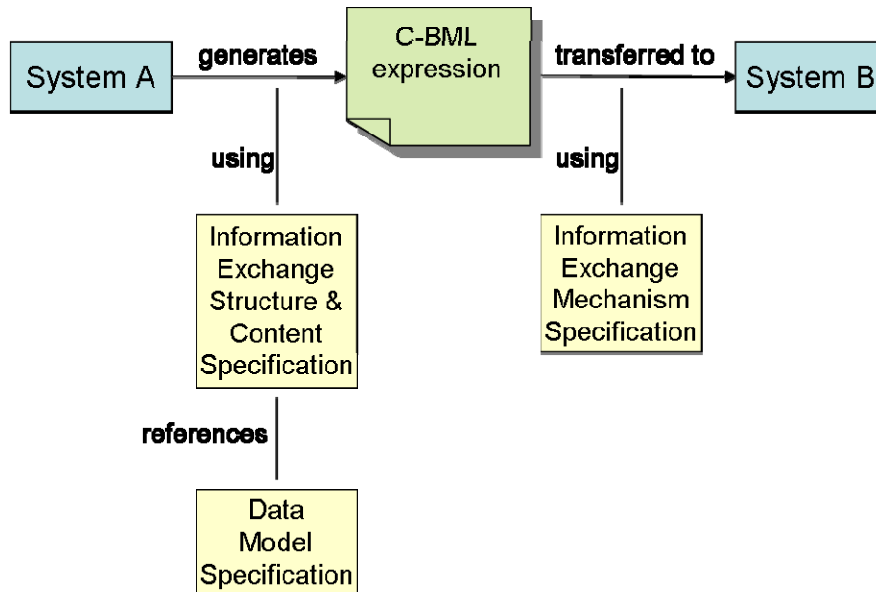 System A
generates
C-BML
expression
transferred to
System B
using
using
Information
Exchange
Structure &
Content
Specification
Information
Exchange
Mechanism
Specification
references
Data
Model
Specification